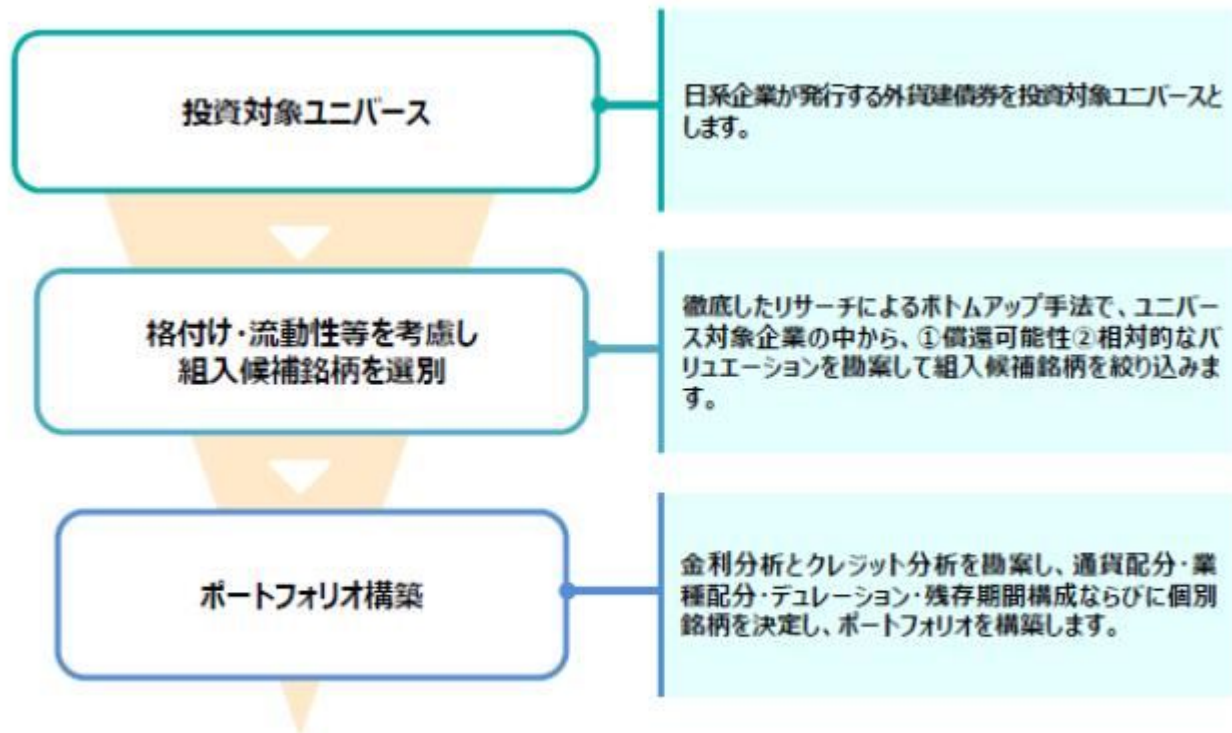 投資対象ユニバース
日系企業が発行する外貨建債券を投資対象ユニバースと
します。
格付け・流動性等を考慮し
組入候補銘柄を選別
徹底したリサーチによるボトムアップ手法で、ユニバー
ス対象企業の中から、①償還可能性②相対的なバ
リュエーションを勘案して組入候補銘柄を絞り込みま
す。
ポートフォリオ構築
金利分析とクレジット分析を勘案し、通貨配分・業
種配分・デュレーション・残存期間構成ならびに個別
銘柄を決定し、ポートフォリオを構築します。